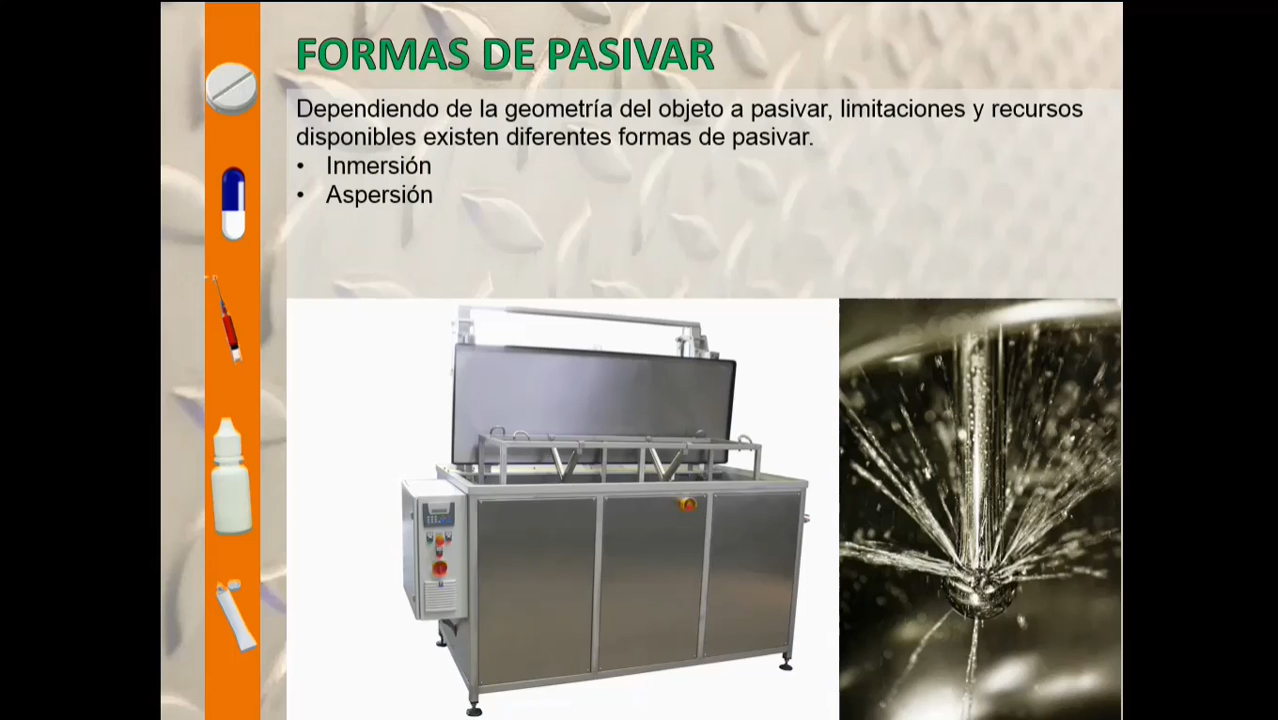 FORMAS DE PASIVAR
Dependiendo de la geometría del objeto a pasivar, limitaciones y recursos
disponibles existen diferentes formas de pasivar.
• Inmersión
• Aspersión